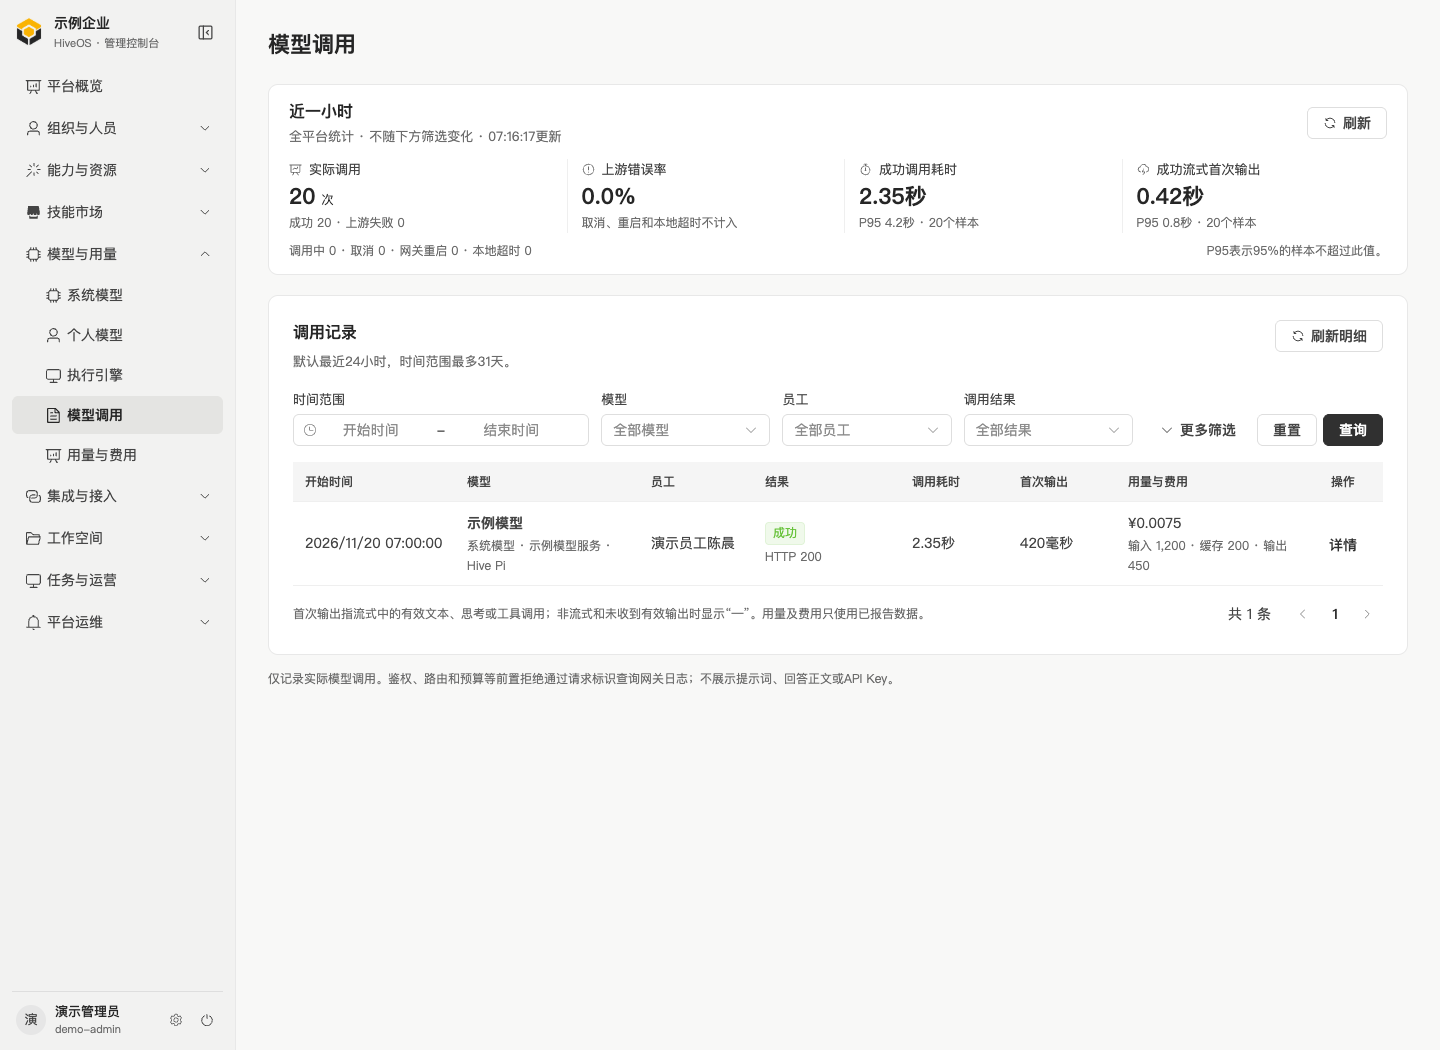 示例企业
HiveOS · 管理控制台
平台概览
组织与人员
能力与资源
技能市场
模型与用量
系统模型
个人模型
执行引擎
模型调用
用量与费用
集成与接入
工作空间
任务与运营
平台运维
演 演示管理员
demo-admin
模型调用
近一小时
全平台统计 · 不随下方筛选变化 · 07:16:17更新
刷新
实际调用
20 次
成功 20 · 上游失败 0
上游错误率
0.0%
取消、重启和本地超时不计入
成功调用耗时
2.35秒
P95 4.2秒 · 20个样本
成功流式首次输出
0.42秒
P95 0.8秒 · 20个样本
调用中 0 · 取消 0 · 网关重启 0 · 本地超时 0
P95表示95%的样本不超过此值。
调用记录
默认最近24小时，时间范围最多31天。
刷新明细
时间范围 模型 员工 调用结果
开始时间 – 结束时间 全部模型 全部员工 全部结果 更多筛选 重置 查询
开始时间 模型 员工 结果 调用耗时 首次输出 用量与费用 操作
2026/11/20 07:00:00
示例模型
系统模型 · 示例模型服务 ·
Hive Pi
演示员工陈晨
成功
HTTP 200
2.35秒
420毫秒
¥0.0075
输入 1,200 · 缓存 200 · 输出
450
详情
首次输出指流式中的有效文本、思考或工具调用；非流式和未收到有效输出时显示“—”。用量及费用只使用已报告数据。
共 1 条 1
仅记录实际模型调用。鉴权、路由和预算等前置拒绝通过请求标识查询网关日志；不展示提示词、回答正文或API Key。